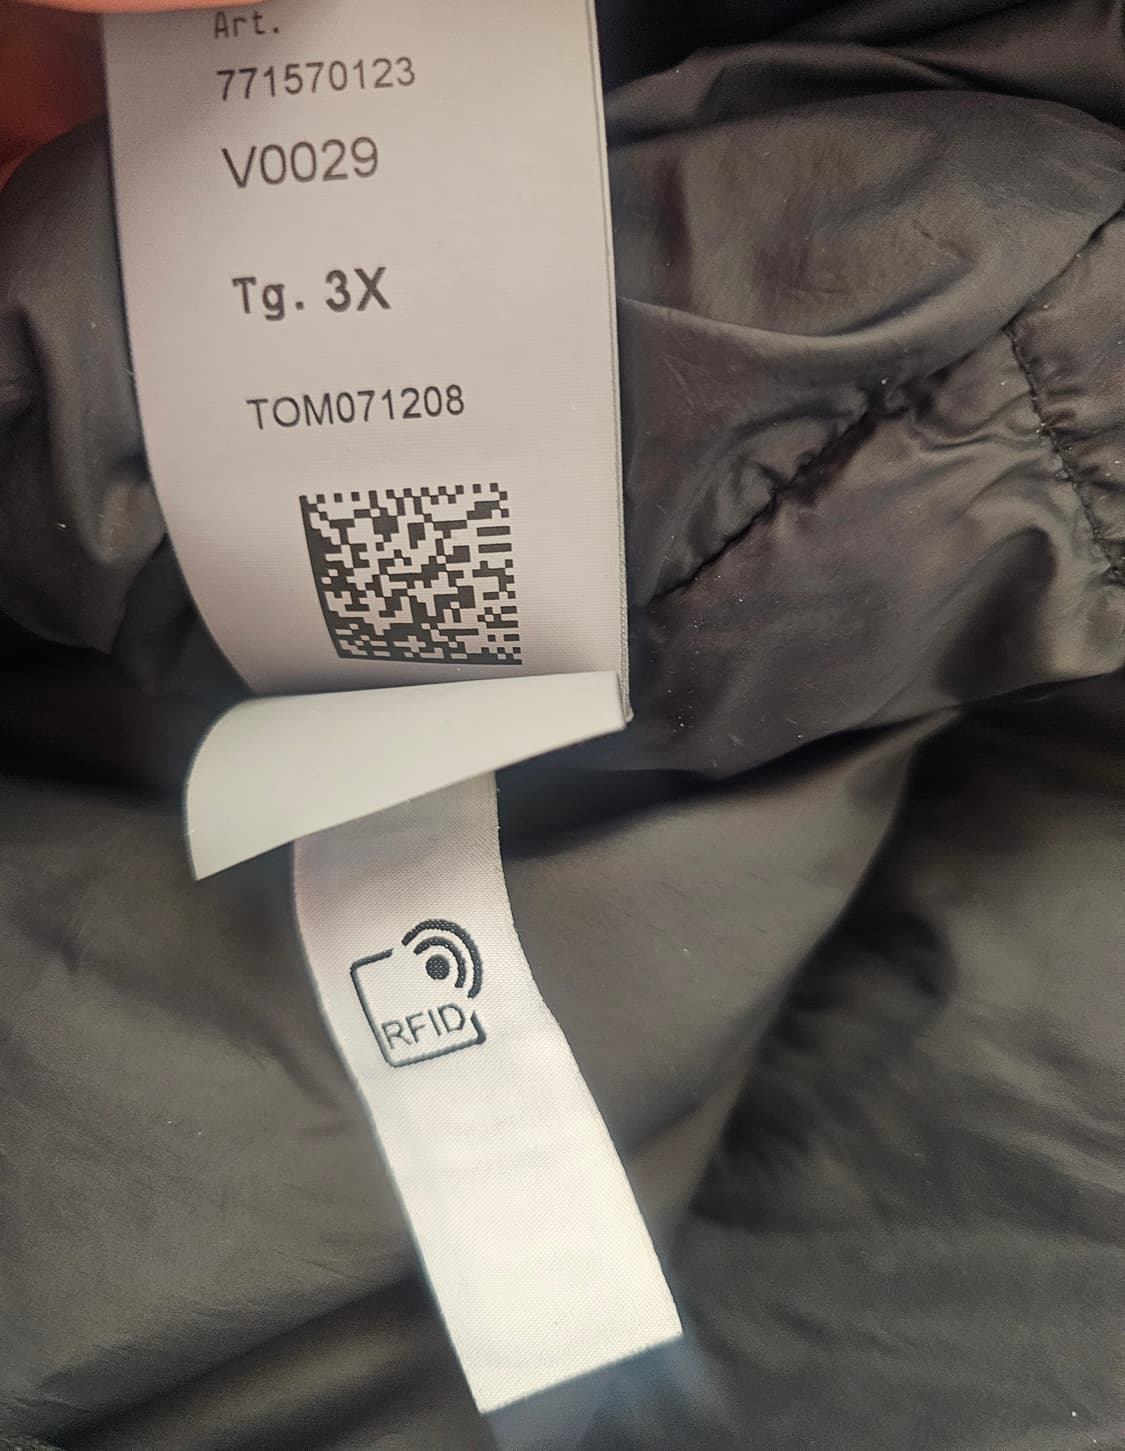 Art.
771570123
V0029
Tg. 3X
TOM071208
RFID